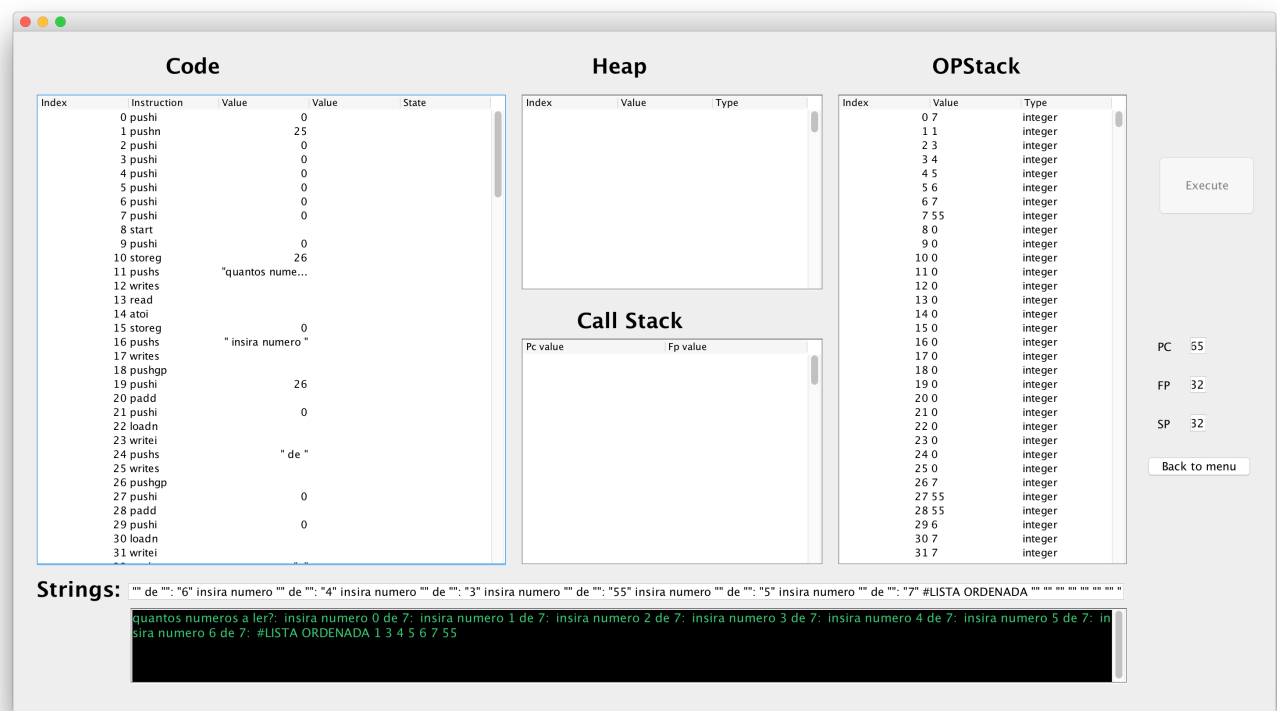 Code
Index Instruction Value Value State
0 pushi 0
1 pushn 25
2 pushi 0
3 pushi 0
4 pushi 0
5 pushi 0
6 pushi 0
7 pushi 0
8 start
9 pushi 0
10 storeg 26
11 pushs "quantos nume...
12 writes
13 read
14 atoi
15 storeg 0
16 pushs " insira numero "
17 writes
18 pushgp
19 pushi 26
20 padd
21 pushi 0
22 loadn
23 writei
24 pushs " de "
25 writes
26 pushgp
27 pushi 0
28 padd
29 pushi 0
30 loadn
31 writei
Heap
Index Value Type
Call Stack
Pc value Fp value
OPStack
Index Value Type
0 7 integer
1 1 integer
2 3 integer
3 4 integer
4 5 integer
5 6 integer
6 7 integer
7 55 integer
8 0 integer
9 0 integer
10 0 integer
11 0 integer
12 0 integer
13 0 integer
14 0 integer
15 0 integer
16 0 integer
17 0 integer
18 0 integer
19 0 integer
20 0 integer
21 0 integer
22 0 integer
23 0 integer
24 0 integer
25 0 integer
26 7 integer
27 55 integer
28 55 integer
29 6 integer
30 7 integer
31 7 integer
Execute
PC 65
FP 32
SP 32
Back to menu
Strings: "" de "": "6" insira numero "" de "": "4" insira numero "" de "": "3" insira numero "" de "": "55" insira numero "" de "": "5" insira numero "" de "": "7" #LISTA ORDENADA "" "" "" "" "" "" "" "
quantos numeros a ler?: insira numero 0 de 7: insira numero 1 de 7: insira numero 2 de 7: insira numero 3 de 7: insira numero 4 de 7: insira numero 5 de 7: in
sira numero 6 de 7: #LISTA ORDENADA 1 3 4 5 6 7 55